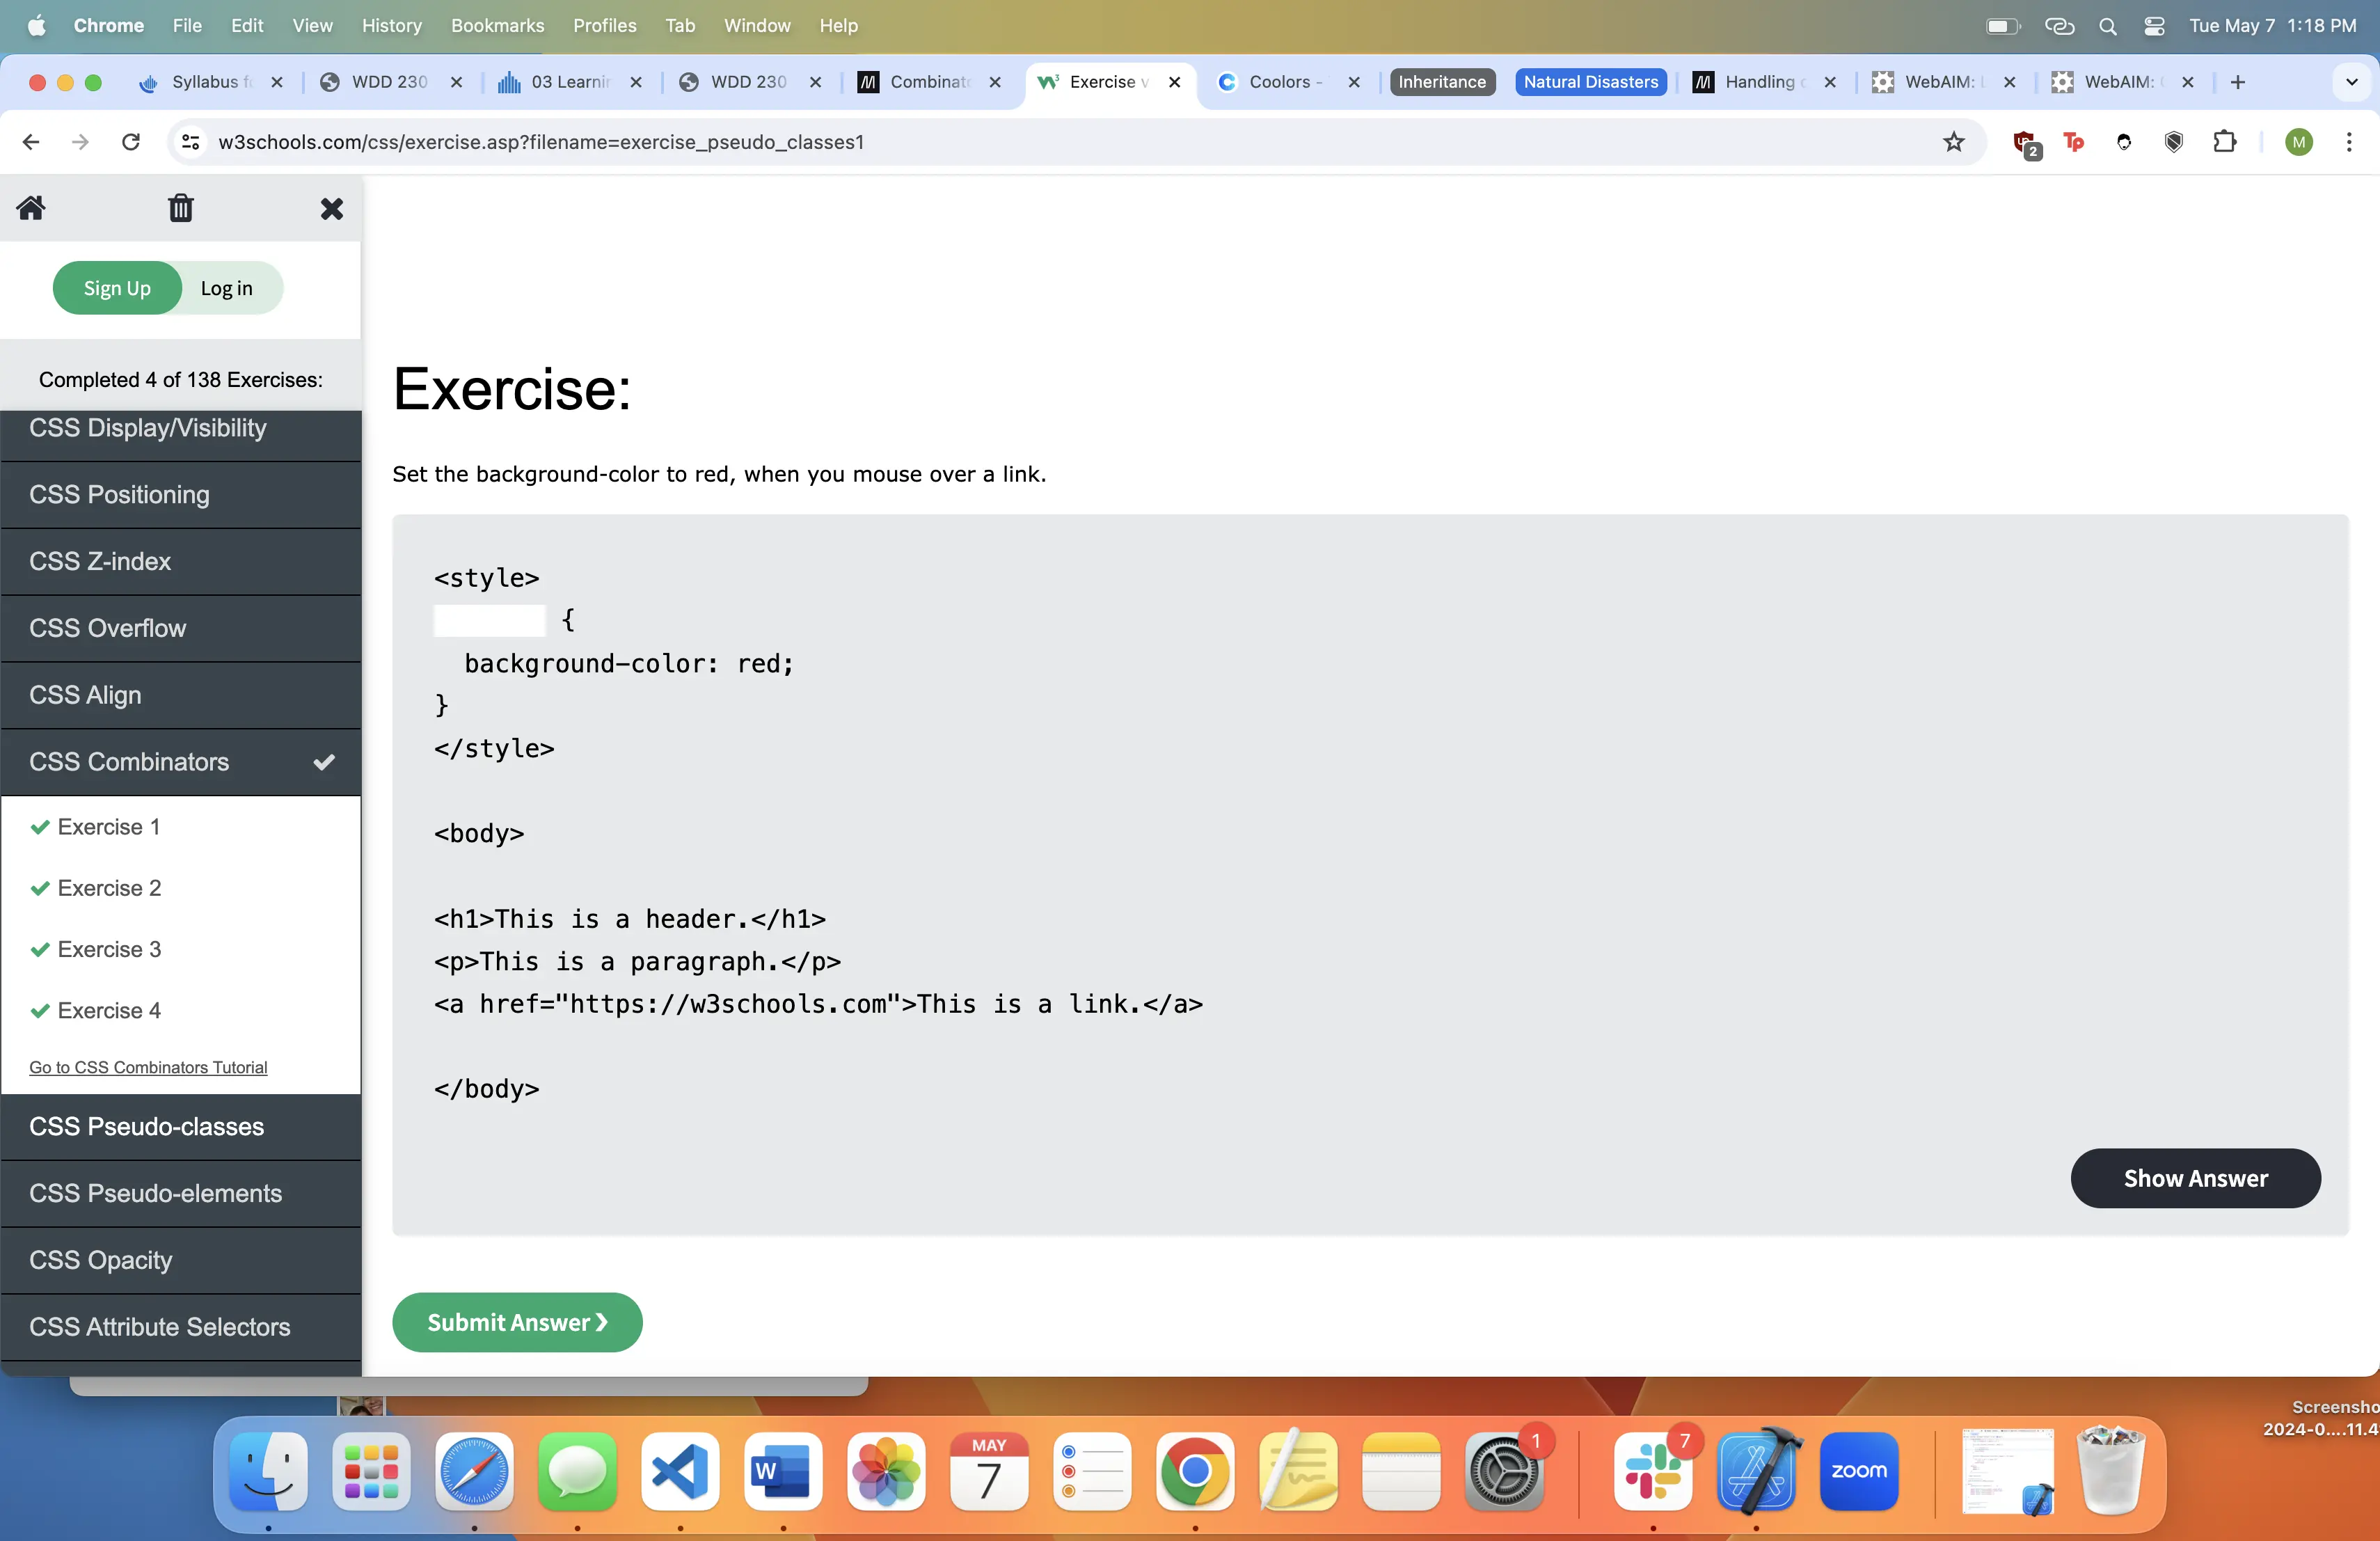 Chrome File Edit View History Bookmarks Profiles Tab Window Help Tue May 7 1:18 PM
Syllabus WDD 230 03 Learnin WDD 230 Combinat Exercise Coolors - Inheritance Natural Disasters Handling WebAIM: WebAIM:
w3schools.com/css/exercise.asp?filename=exercise_pseudo_classes1 2 Tp M
Sign Up Log in
Completed 4 of 138 Exercises:
CSS Display/Visibility
CSS Positioning
CSS Z-index
CSS Overflow
CSS Align
CSS Combinators
Exercise 1
Exercise 2
Exercise 3
Exercise 4
Go to CSS Combinators Tutorial
CSS Pseudo-classes
CSS Pseudo-elements
CSS Opacity
CSS Attribute Selectors
Exercise:
Set the background-color to red, when you mouse over a link.
<style>
{
background-color: red;
}
</style>
<body>
<h1>This is a header.</h1>
<p>This is a paragraph.</p>
<a href="https://w3schools.com">This is a link.</a>
</body>
Show Answer
Submit Answer ❯
Screensho
2024-0....11.4
W MAY 1 7 zoom
7